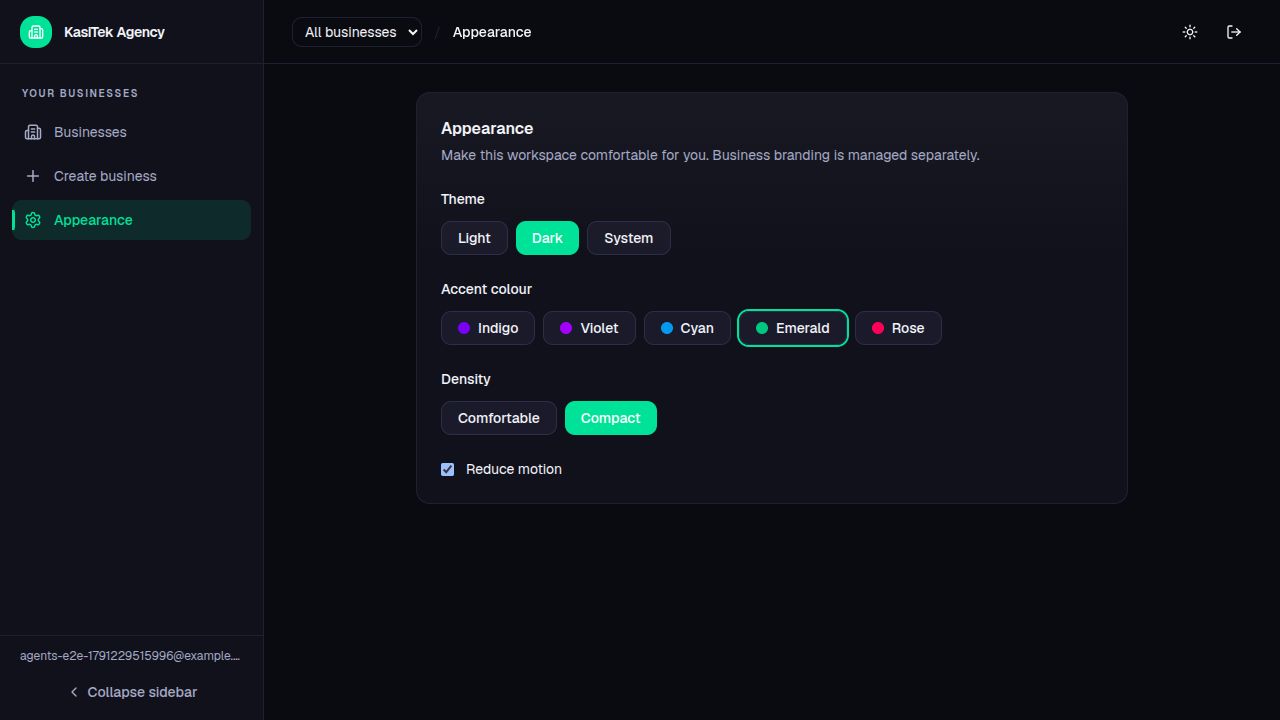 KasiTek Agency
All businesses
/
Appearance
YOUR BUSINESSES
Businesses
Create business
Appearance
Appearance
Make this workspace comfortable for you. Business branding is managed separately.
Theme
Light
Dark
System
Accent colour
Indigo
Violet
Cyan
Emerald
Rose
Density
Comfortable
Compact
Reduce motion
agents-e2e-1791229515996@example....
Collapse sidebar